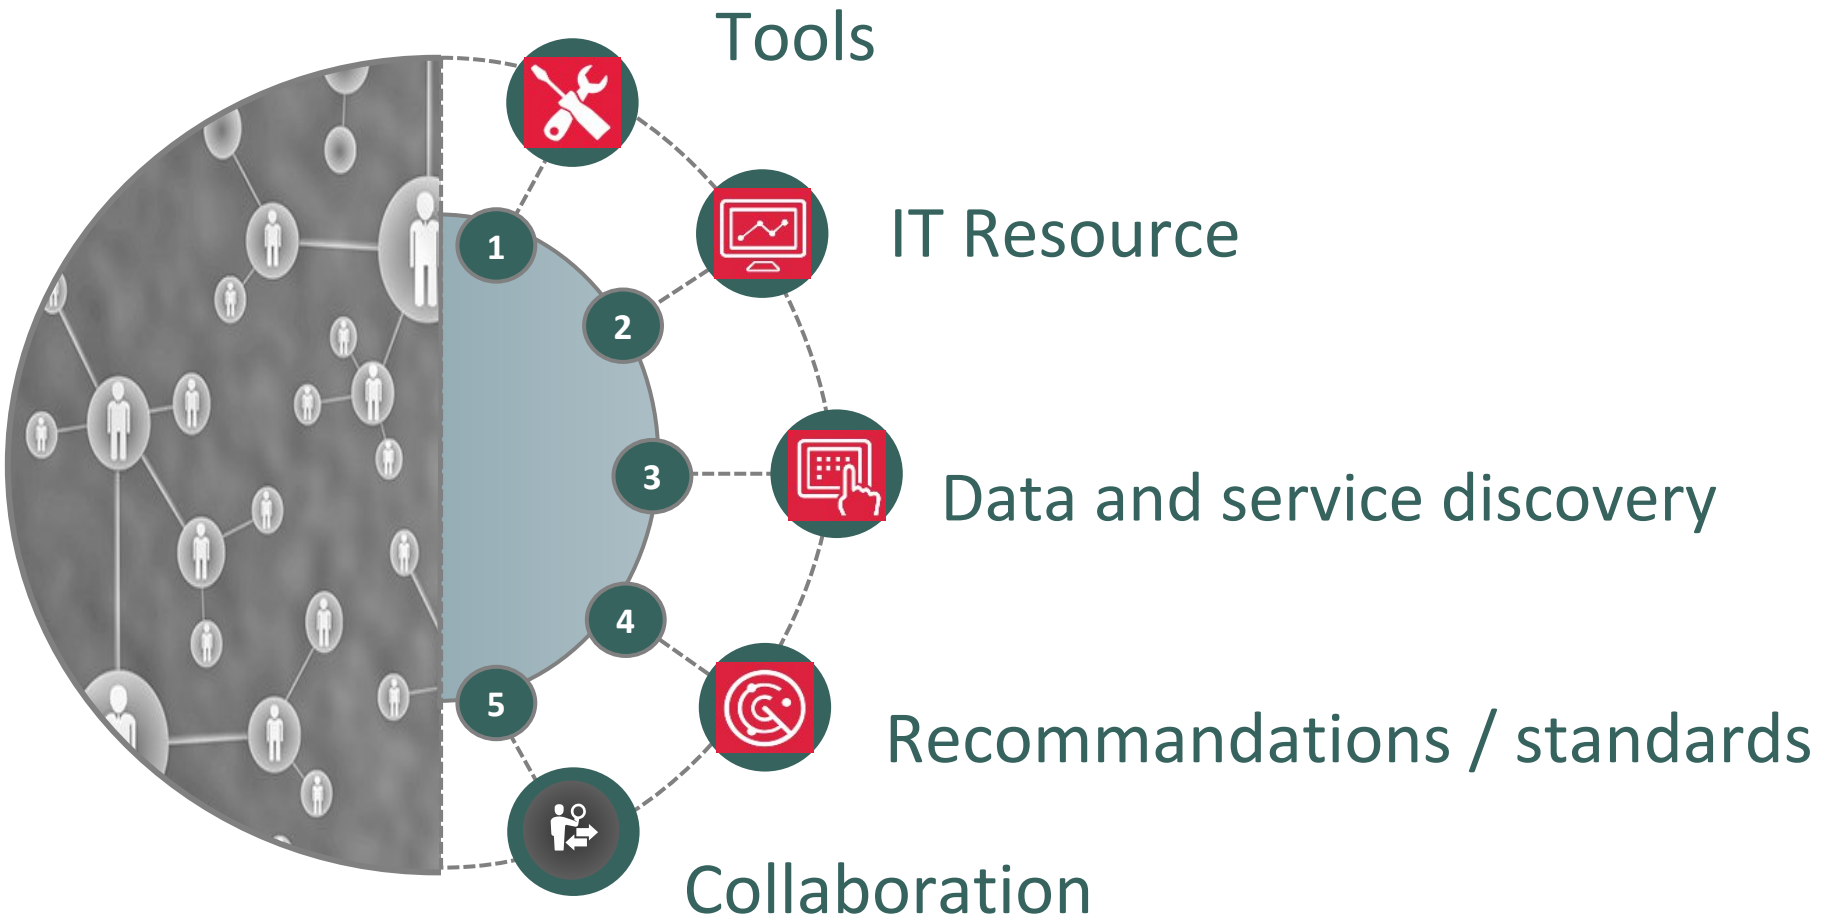 Tools
1
IT Resource
2
3
Data and service discovery
4
Recommandations / standards
5
Collaboration